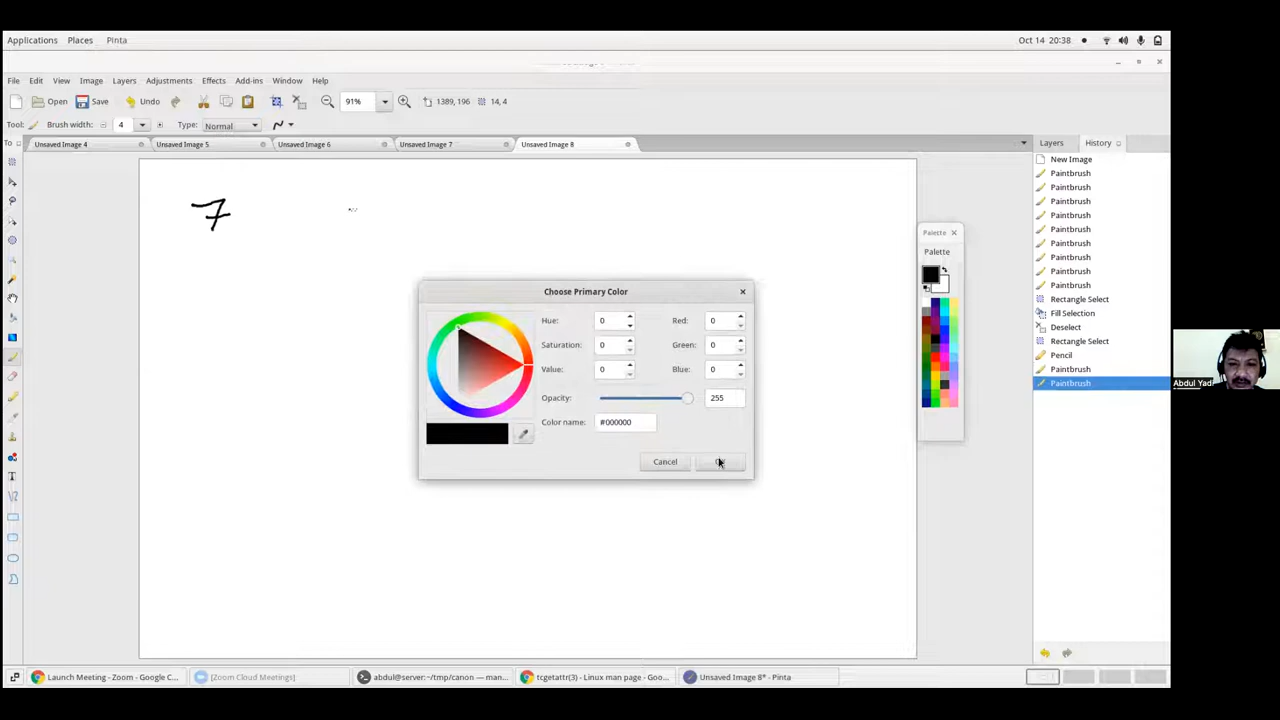 Applications Places Pinta Oct 14 20:38
File Edit View Image Layers Adjustments Effects Add-ins Window Help
Open Save Undo 91% 1389, 196 14, 4
Tool: Brush width: 4 Type: Normal
To Unsaved Image 4 Unsaved Image 5 Unsaved Image 6 Unsaved Image 7 Unsaved Image 8 Layers History
New Image
Paintbrush
Paintbrush
Paintbrush
Paintbrush
Paintbrush
Paintbrush
Paintbrush
Paintbrush
Paintbrush
Rectangle Select
Fill Selection
Deselect
Rectangle Select
Pencil
Paintbrush
Paintbrush
7
Palette
Palette
Choose Primary Color
Hue: 0 Red: 0
Saturation: 0 Green: 0
Value: 0 Blue: 0
Opacity: 255
Color name: #000000
Cancel
Abdul Yadi
Launch Meeting - Zoom - Google C... [Zoom Cloud Meetings] abdul@server: ~/tmp/canon — man... tcgetattr(3) - Linux man page - Goo... Unsaved Image 8* - Pinta